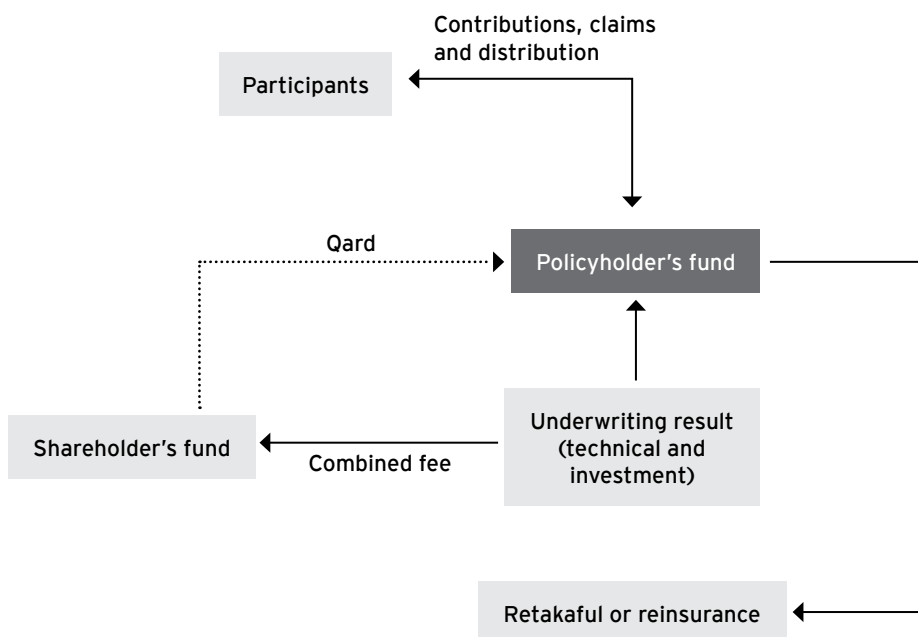 Contributions, claims
and distribution
Participants
Qard
Policyholder's fund
Shareholder's fund
Combined fee
Underwriting result
(technical and
investment)
Retakaful or reinsurance